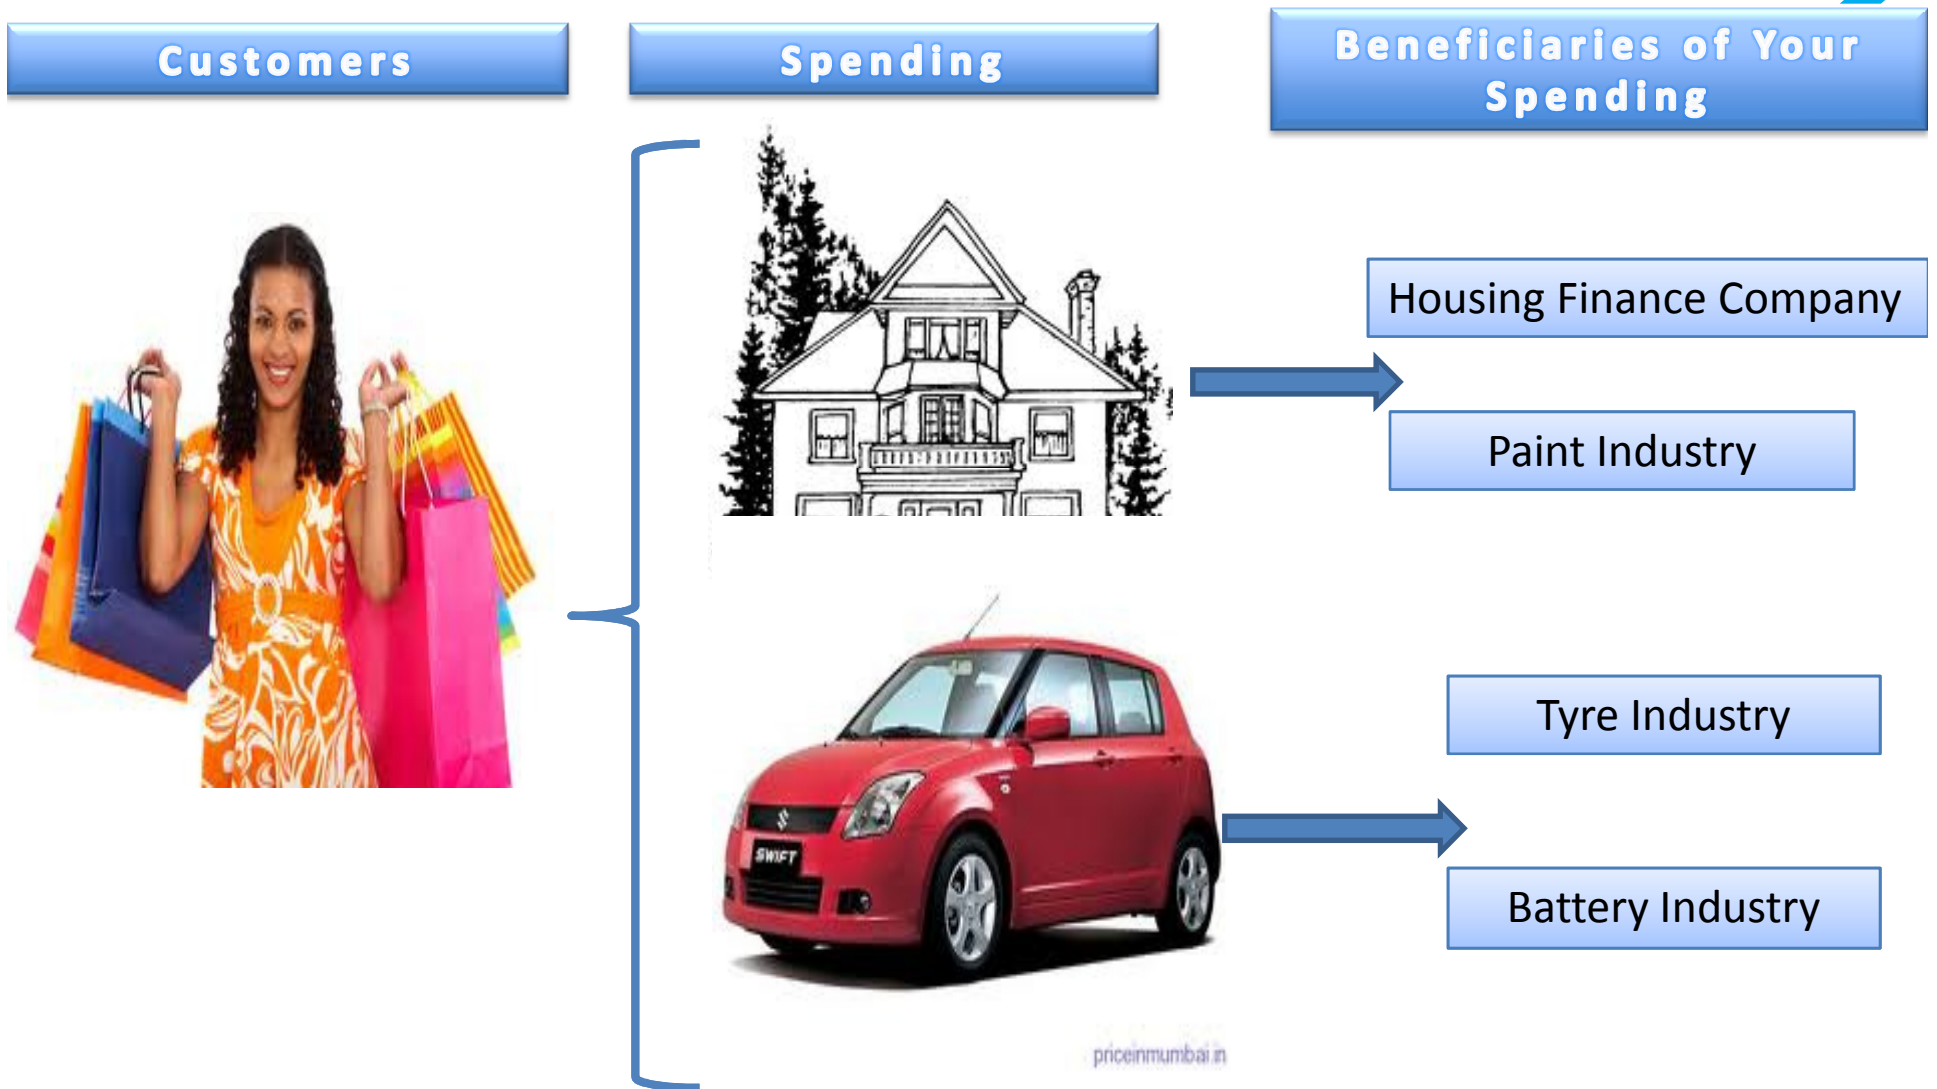 Customers
Spending
Beneficiaries of Your
Spending
Housing Finance Company
Paint Industry
SWIFT
Tyre Industry
Battery Industry
priceinmumbai.in